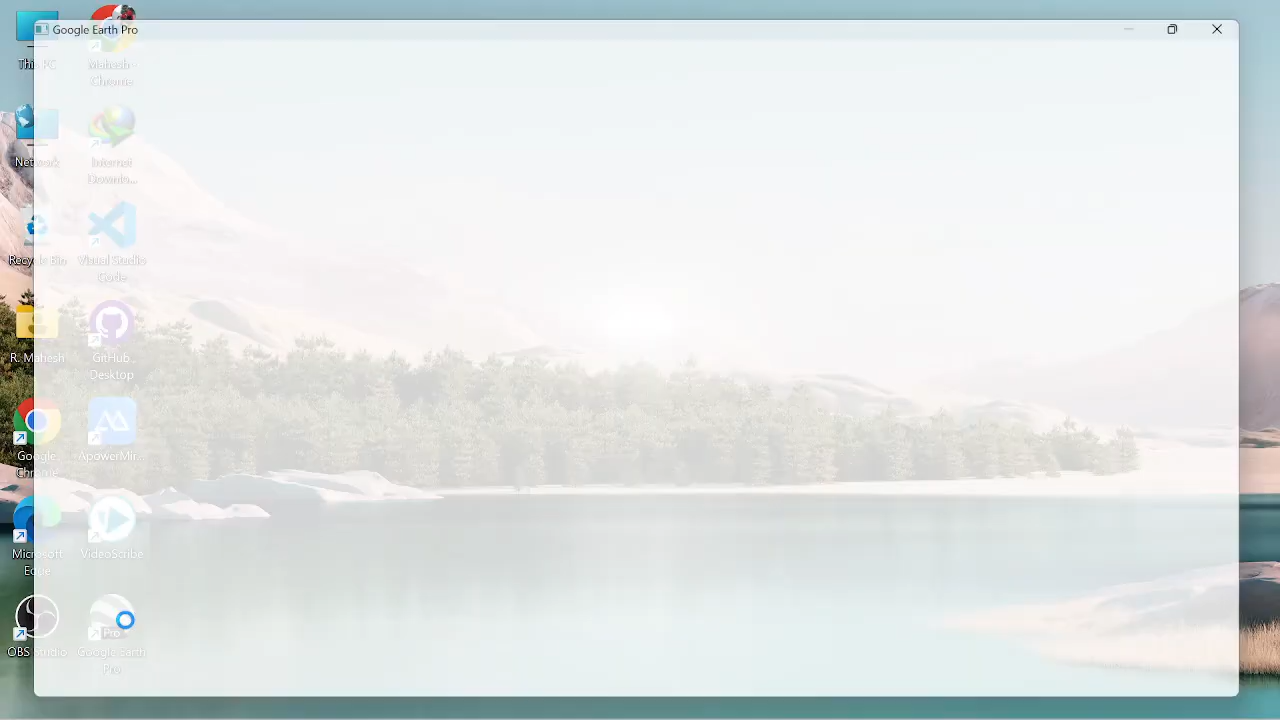 Google Earth Pro
This PC
Mahesh -
Chrome
Network
Internet
Downlo...
Recycle Bin
Visual Studio
Code
R. Mahesh
GitHub
Desktop
Google
Chrome
ApowerMir...
Microsoft
Edge
VideoScribe
OBS Studio
Pro
Google Earth
Pro